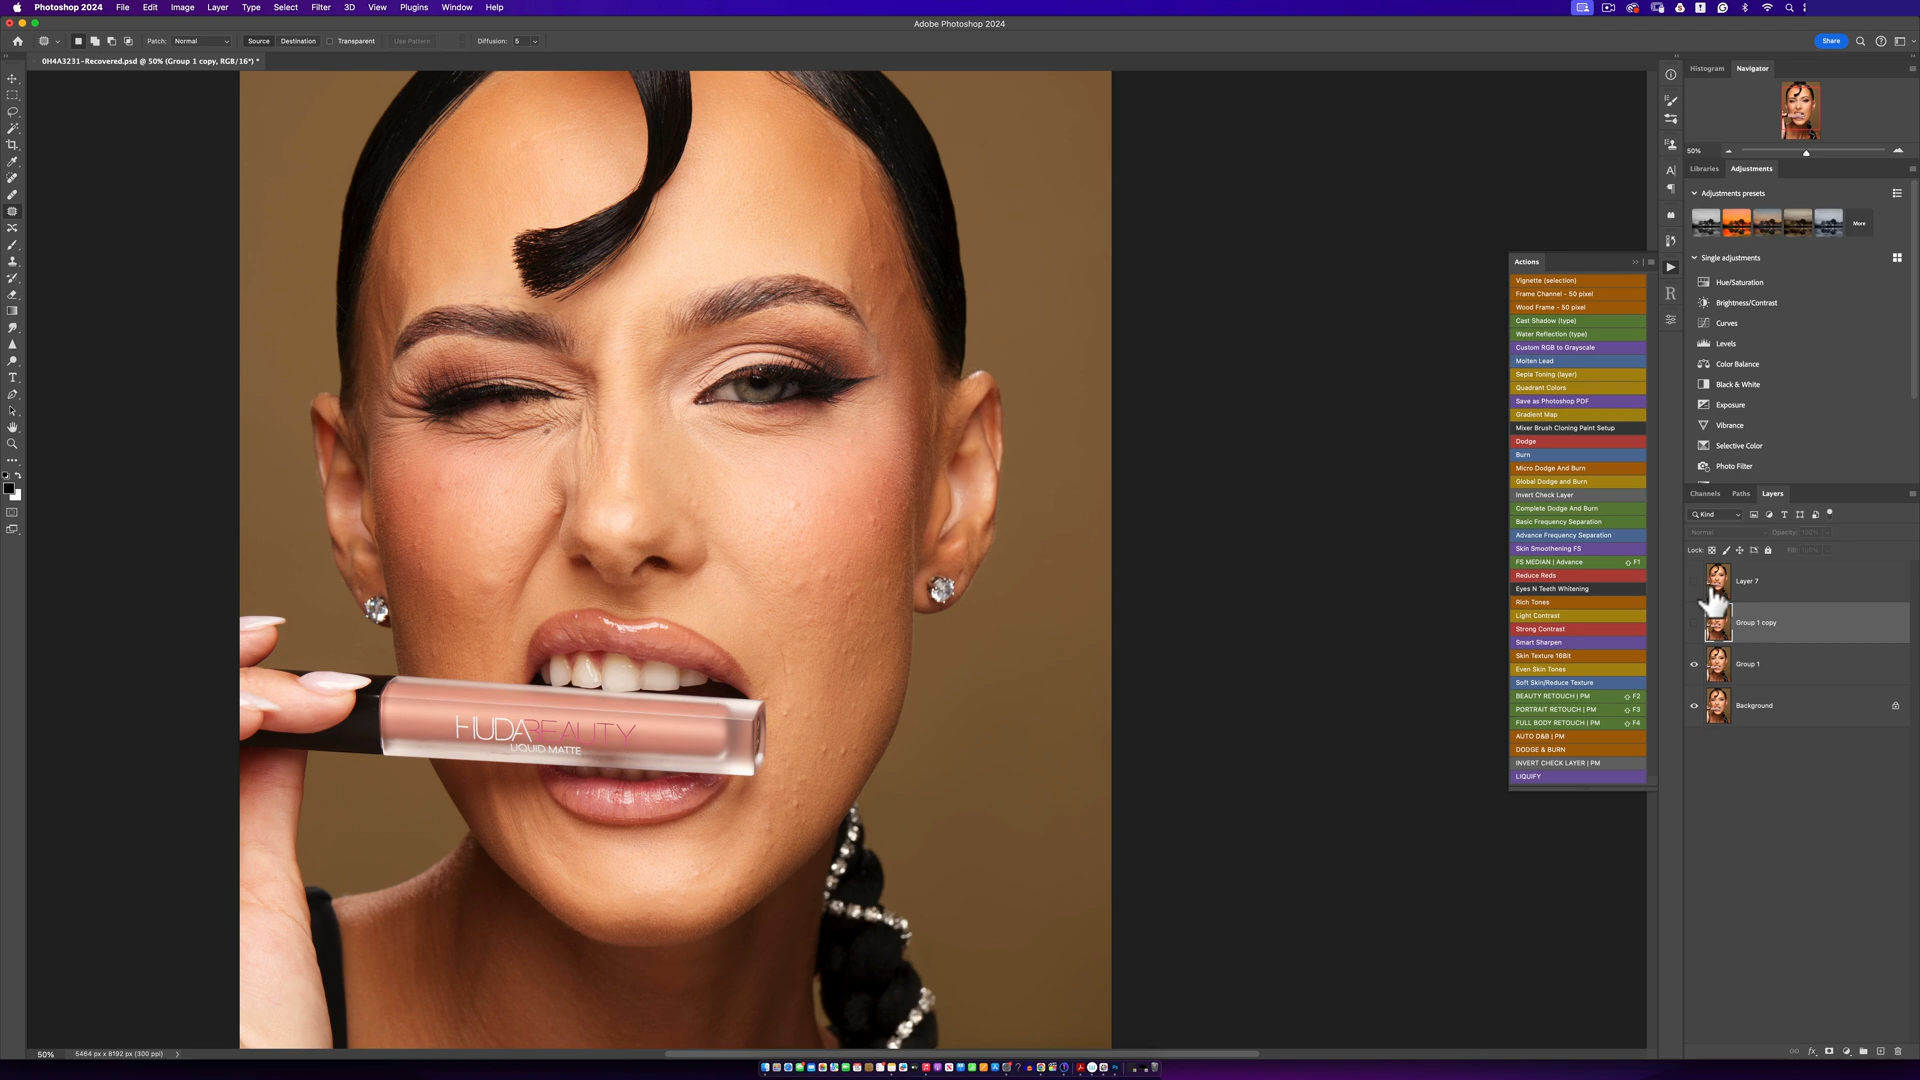 Photoshop 2024 File Edit Image Layer Type Select Filter 3D View Plugins Window Help
Adobe Photoshop 2024
Patch: Normal Source Destination Transparent Use Pattern Diffusion: 5 Share
0H4A3231-Recovered.psd @ 50% (Group 1 copy, RGB/16*) *
Histogram Navigator
50%
Libraries Adjustments
Adjustments presets
More
Single adjustments
Hue/Saturation
Brightness/Contrast
Curves
Levels
Color Balance
Black & White
Exposure
Vibrance
Selective Color
Photo Filter
Actions
Vignette (selection)
Frame Channel - 50 pixel
Wood Frame - 50 pixel
Cast Shadow (type)
Water Reflection (type)
Custom RGB to Grayscale
Molten Lead
Sepia Toning (layer)
Quadrant Colors
Save as Photoshop PDF
Gradient Map
Mixer Brush Cloning Paint Setup
Dodge
Burn
Micro Dodge And Burn
Global Dodge and Burn
Invert Check Layer
Complete Dodge And Burn
Basic Frequency Separation
Advance Frequency Separation
Skin Smoothening FS
FS MEDIAN | Advance F1
Reduce Reds
Eyes N Teeth Whitening
Rich Tones
Light Contrast
Strong Contrast
Smart Sharpen
Skin Texture 16Bit
Even Skin Tones
Soft Skin/Reduce Texture
BEAUTY RETOUCH | PM F2
PORTRAIT RETOUCH | PM F3
FULL BODY RETOUCH | PM F4
AUTO D&B | PM
DODGE & BURN
INVERT CHECK LAYER | PM
LIQUIFY
Channels Paths Layers
Kind
Normal Opacity: 100%
Lock: Fill: 100%
Layer 7
Group 1 copy
Group 1
Background
HUDABEAUTY
LIQUID MATTE
50% 5464 px x 8192 px (300 ppi)